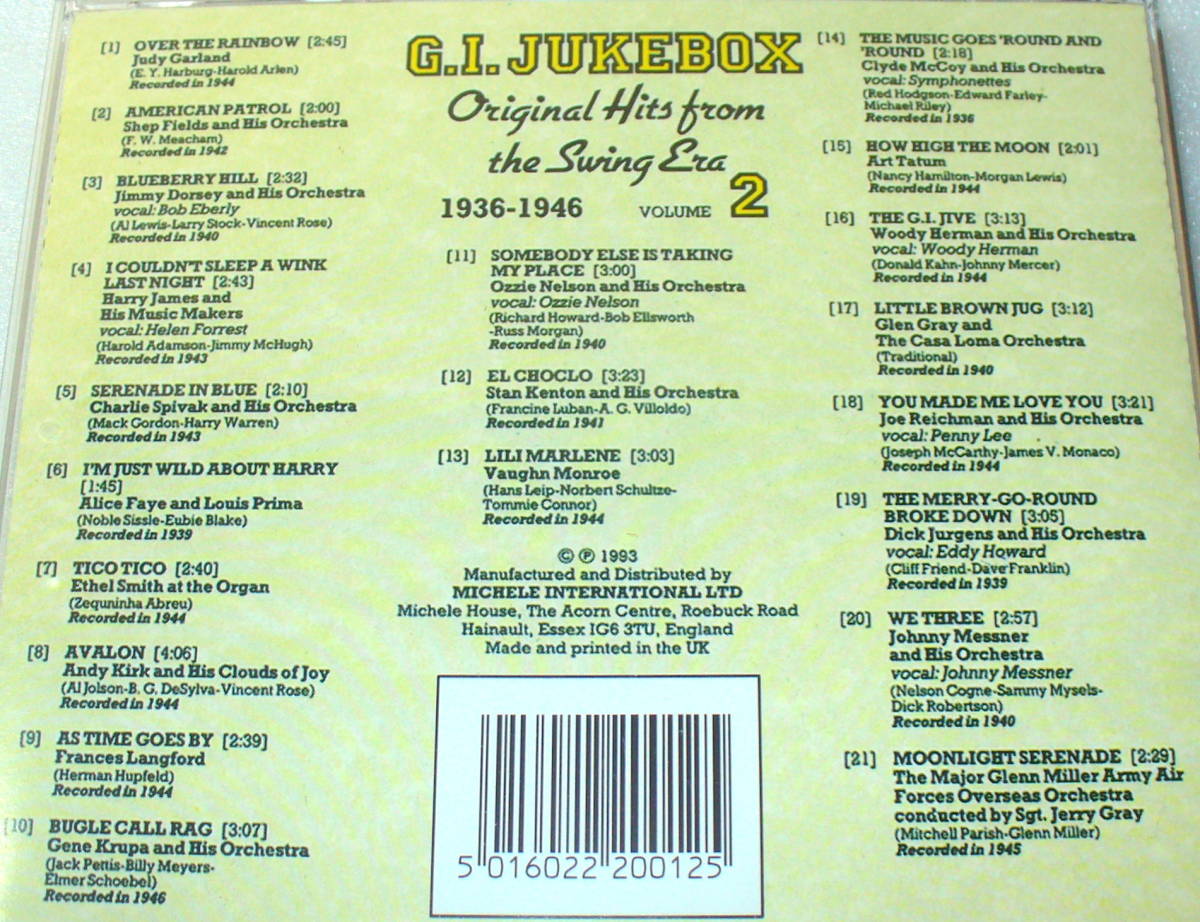 [1] OVER THE RAINBOW [2:45]
Judy Garland
(E. Y. Harburg-Harold Arlen)
Recorded in 1944
[2] AMERICAN PATROL [2:00]
Shep Fields and His Orchestra
(F. W. Meacham)
Recorded in 1942
[3] BLUEBERRY HILL [2:32]
Jimmy Dorsey and His Orchestra
vocal: Bob Eberly
(Al Lewis-Larry Stock-Vincent Rose)
Recorded in 1940
[4] I COULDN'T SLEEP A WINK
LAST NIGHT [2:43]
Harry James and
His Music Makers
vocal: Helen Forrest
(Harold Adamson-Jimmy McHugh)
Recorded in 1943
[5] SERENADE IN BLUE [2:10]
Charlie Spivak and His Orchestra
(Mack Gordon-Harry Warren)
Recorded in 1943
[6] I'M JUST WILD ABOUT HARRY
[1:45]
Alice Faye and Louis Prima
(Noble Sissle-Eubie Blake)
Recorded in 1939
[7] TICO TICO [2:40]
Ethel Smith at the Organ
(Zequninha Abreu)
Recorded in 1944
[8] AVALON [4:06]
Andy Kirk and His Clouds of Joy
(Al Jolson-B. G. DeSylva-Vincent Rose)
Recorded in 1944
[9] AS TIME GOES BY [2:39]
Frances Langford
(Herman Hupfeld)
Recorded in 1944
[10] BUGLE CALL RAG [3:07]
Gene Krupa and His Orchestra
(Jack Pettis-Billy Meyers-
Elmer Schoebel)
Recorded in 1946
G.I. JUKEBOX
Original Hits from
the Swing Era
1936-1946 VOLUME 2
[11] SOMEBODY ELSE IS TAKING
MY PLACE [3:00]
Ozzie Nelson and His Orchestra
vocal: Ozzie Nelson
(Richard Howard-Bob Ellsworth
-Russ Morgan)
Recorded in 1940
[12] EL CHOCLO [3:23]
Stan Kenton and His Orchestra
(Francine Luban-A. G. Villoldo)
Recorded in 1941
[13] LILI MARLENE [3:03]
Vaughn Monroe
(Hans Leip-Norbert Schultze-
Tommie Connor)
Recorded in 1944
© ℗ 1993
Manufactured and Distributed by
MICHELE INTERNATIONAL LTD
Michele House, The Acorn Centre, Roebuck Road
Hainault, Essex IG6 3TU, England
Made and printed in the UK
5 016022 200125
[14] THE MUSIC GOES 'ROUND AND
'ROUND [2:18]
Clyde McCoy and His Orchestra
vocal: Symphonettes
(Red Hodgson-Edward Farley-
Michael Riley)
Recorded in 1936
[15] HOW HIGH THE MOON [2:01]
Art Tatum
(Nancy Hamilton-Morgan Lewis)
Recorded in 1944
[16] THE G.I. JIVE [3:13]
Woody Herman and His Orchestra
vocal: Woody Herman
(Donald Kahn-Johnny Mercer)
Recorded in 1944
[17] LITTLE BROWN JUG [3:12]
Glen Gray and
The Casa Loma Orchestra
(Traditional)
Recorded in 1940
[18] YOU MADE ME LOVE YOU [3:21]
Joe Reichman and His Orchestra
vocal: Penny Lee
(Joseph McCarthy-James V. Monaco)
Recorded in 1944
[19] THE MERRY-GO-ROUND
BROKE DOWN [3:05]
Dick Jurgens and His Orchestra
vocal: Eddy Howard
(Cliff Friend-Dave Franklin)
Recorded in 1939
[20] WE THREE [2:57]
Johnny Messner
and His Orchestra
vocal: Johnny Messner
(Nelson Cogne-Sammy Mysels-
Dick Robertson)
Recorded in 1940
[21] MOONLIGHT SERENADE [2:29]
The Major Glenn Miller Army Air
Forces Overseas Orchestra
conducted by Sgt. Jerry Gray
(Mitchell Parish-Glenn Miller)
Recorded in 1945